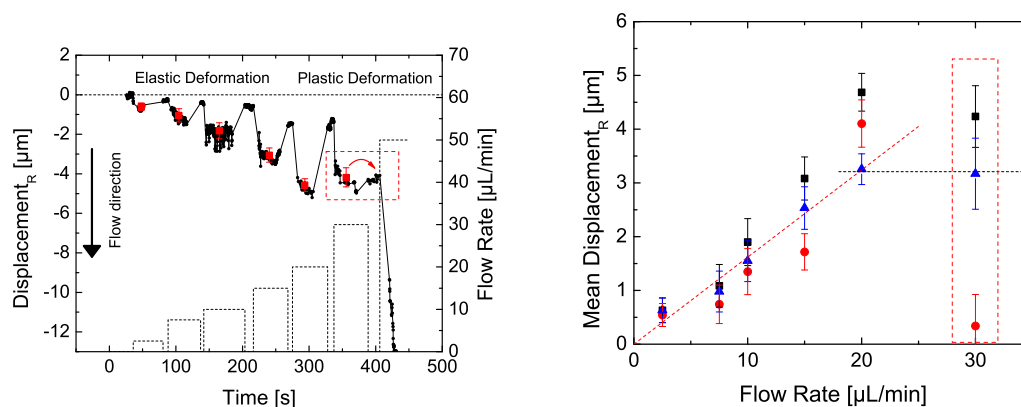 Elastic Deformation Plastic Deformation
Flow direction
Displacement_R [µm]
2
0
-2
-4
-6
-8
-10
-12
0 100 200 300 400 500
Time [s]
70
60
50
40
30
20
10
0
Flow Rate [µL/min]
Mean Displacement_R [µm]
6
5
4
3
2
1
0
0 10 20 30
Flow Rate [µL/min]